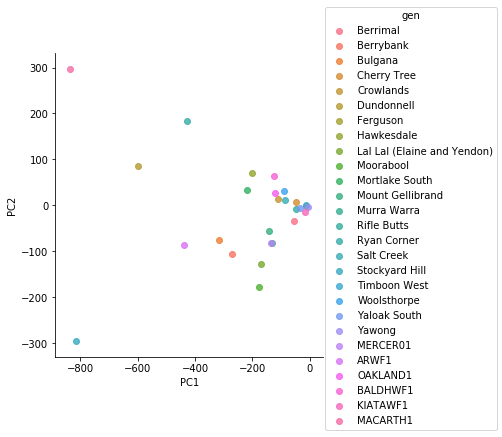 gen
Berrimal
Berrybank
Bulgana
Cherry Tree
Crowlands
Dundonnell
Ferguson
Hawkesdale
Lal Lal (Elaine and Yendon)
Moorabool
Mortlake South
Mount Gellibrand
Murra Warra
Rifle Butts
Ryan Corner
Salt Creek
Stockyard Hill
Timboon West
Woolsthorpe
Yaloak South
Yawong
MERCER01
ARWF1
OAKLAND1
BALDHWF1
KIATAWF1
MACARTH1
300
200
100
0
−100
−200
−300
PC2
−800 −600 −400 −200 0
PC1